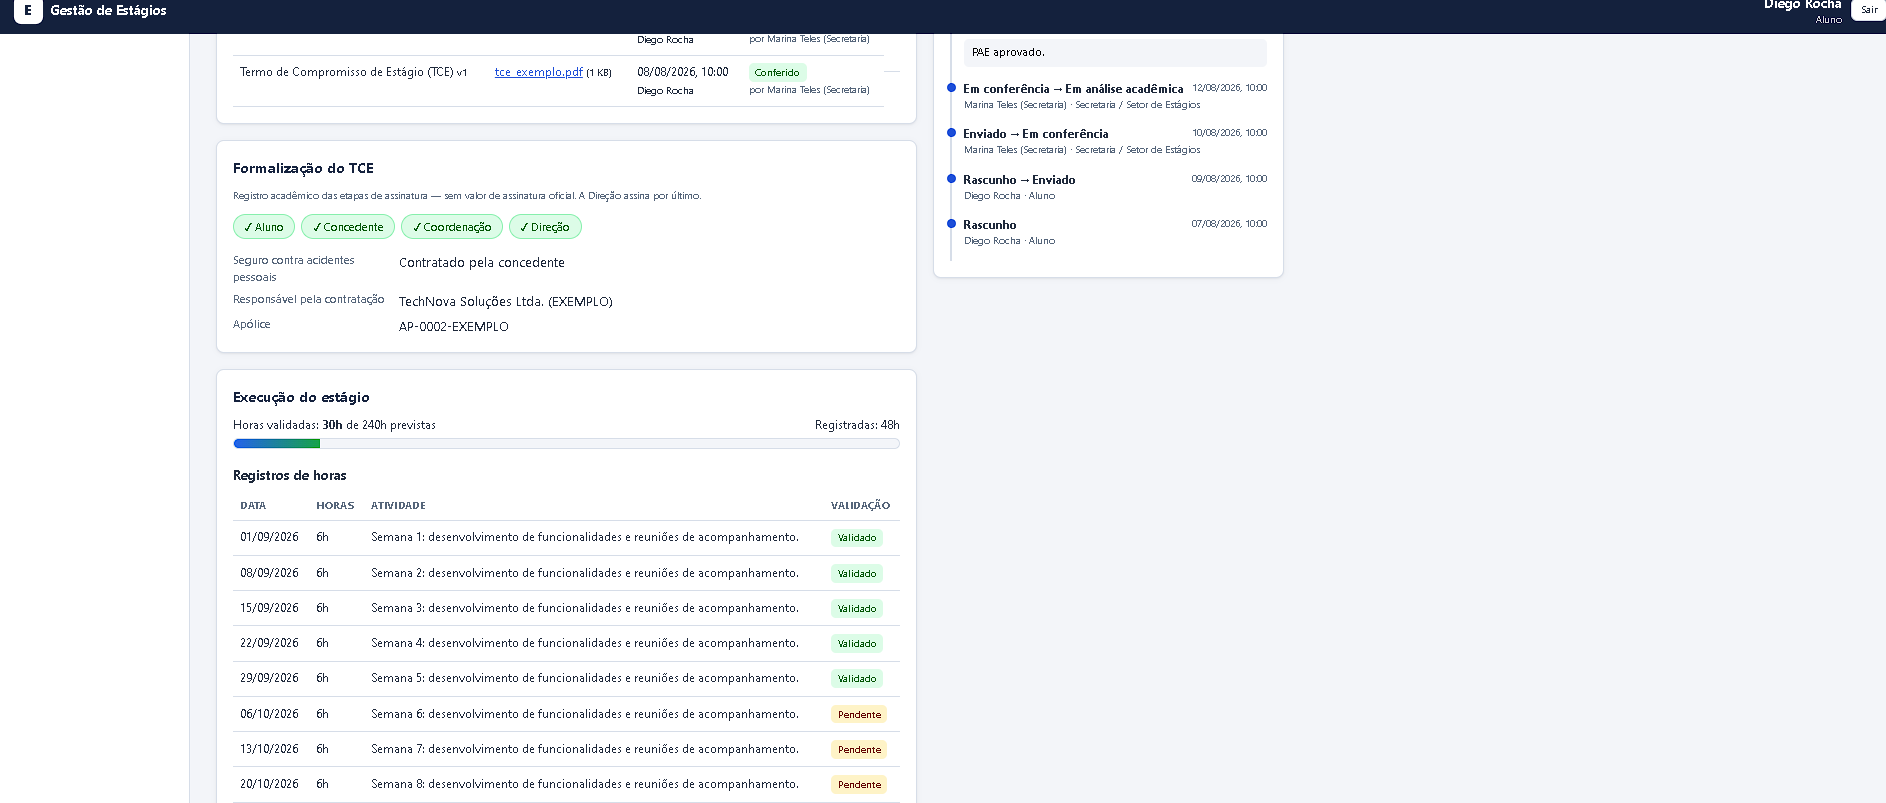 E Gestão de Estágios
Diego Rocha
Aluno
Sair
Diego Rocha
por Marina Teles (Secretaria)
Termo de Compromisso de Estágio (TCE) v1
tce_exemplo.pdf (1 KB)
08/08/2026, 10:00
Diego Rocha
Conferido
por Marina Teles (Secretaria)
—
Formalização do TCE
Registro acadêmico das etapas de assinatura — sem valor de assinatura oficial. A Direção assina por último.
✓ Aluno
✓ Concedente
✓ Coordenação
✓ Direção
Seguro contra acidentes
pessoais
Contratado pela concedente
Responsável pela contratação
TechNova Soluções Ltda. (EXEMPLO)
Apólice
AP-0002-EXEMPLO
Execução do estágio
Horas validadas: 30h de 240h previstas
Registradas: 48h
Registros de horas
DATA HORAS ATIVIDADE VALIDAÇÃO
01/09/2026 6h Semana 1: desenvolvimento de funcionalidades e reuniões de acompanhamento. Validado
08/09/2026 6h Semana 2: desenvolvimento de funcionalidades e reuniões de acompanhamento. Validado
15/09/2026 6h Semana 3: desenvolvimento de funcionalidades e reuniões de acompanhamento. Validado
22/09/2026 6h Semana 4: desenvolvimento de funcionalidades e reuniões de acompanhamento. Validado
29/09/2026 6h Semana 5: desenvolvimento de funcionalidades e reuniões de acompanhamento. Validado
06/10/2026 6h Semana 6: desenvolvimento de funcionalidades e reuniões de acompanhamento. Pendente
13/10/2026 6h Semana 7: desenvolvimento de funcionalidades e reuniões de acompanhamento. Pendente
20/10/2026 6h Semana 8: desenvolvimento de funcionalidades e reuniões de acompanhamento. Pendente
PAE aprovado.
Em conferência → Em análise acadêmica 12/08/2026, 10:00
Marina Teles (Secretaria) · Secretaria / Setor de Estágios
Enviado → Em conferência 10/08/2026, 10:00
Marina Teles (Secretaria) · Secretaria / Setor de Estágios
Rascunho → Enviado 09/08/2026, 10:00
Diego Rocha · Aluno
Rascunho 07/08/2026, 10:00
Diego Rocha · Aluno